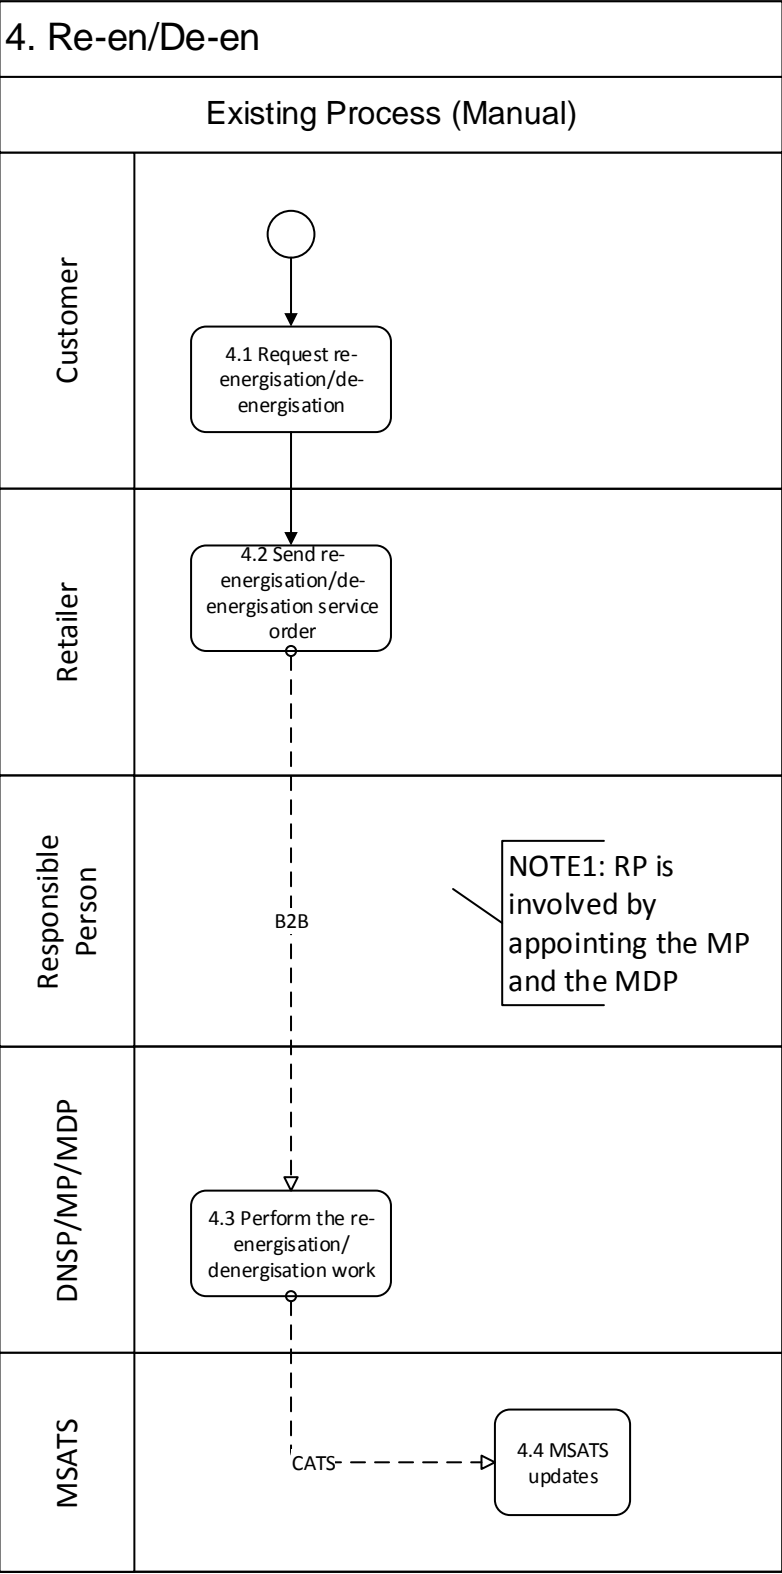 4. Re-en/De-en
Existing Process (Manual)
Customer
4.1 Request re-
energisation/de-
energisation
Retailer
4.2 Send re-
energisation/de-
energisation service
order
Responsible
Person
B2B
NOTE1: RP is
involved by
appointing the MP
and the MDP
DNSP/MP/MDP
4.3 Perform the re-
energisation/
denergisation work
MSATS
CATS
4.4 MSATS
updates